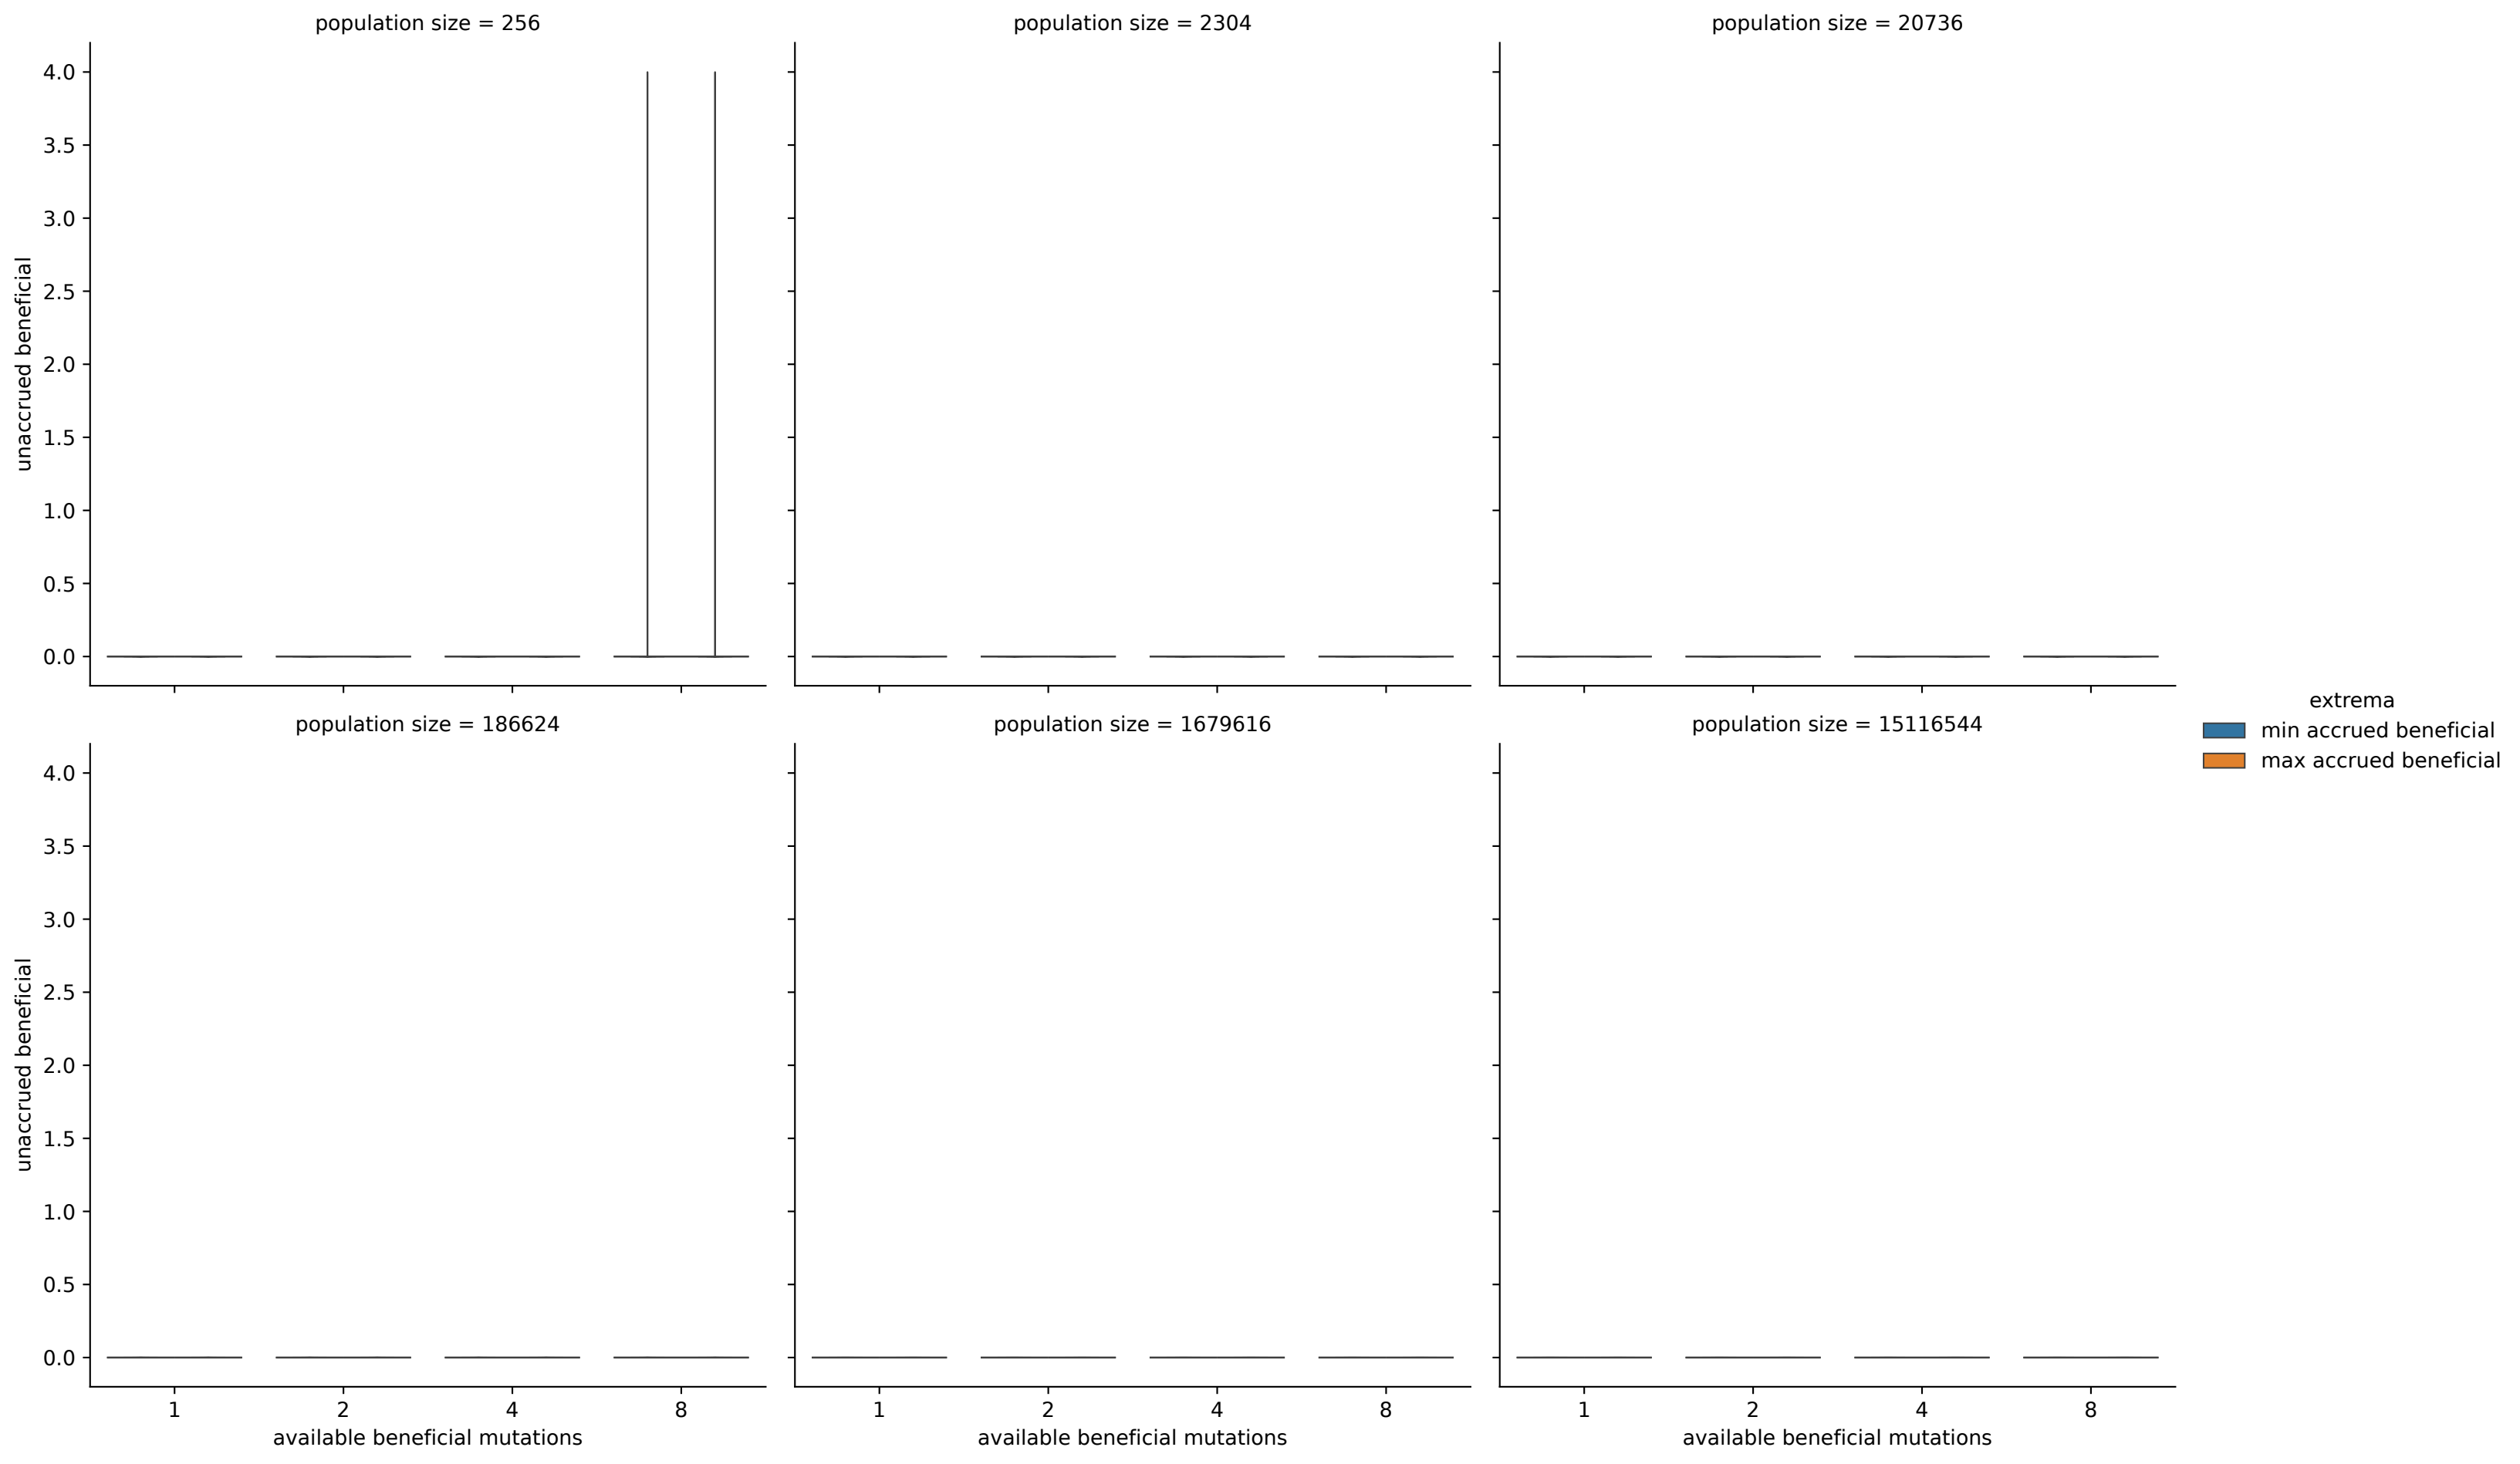 population size = 256
population size = 2304
population size = 20736
4.0
3.5
3.0
2.5
2.0
1.5
1.0
0.5
0.0
unaccrued beneficial
population size = 186624
population size = 1679616
population size = 15116544
4.0
3.5
3.0
2.5
2.0
1.5
1.0
0.5
0.0
unaccrued beneficial
1 2 4 8
1 2 4 8
1 2 4 8
available beneficial mutations
available beneficial mutations
available beneficial mutations
extrema
min accrued beneficial
max accrued beneficial